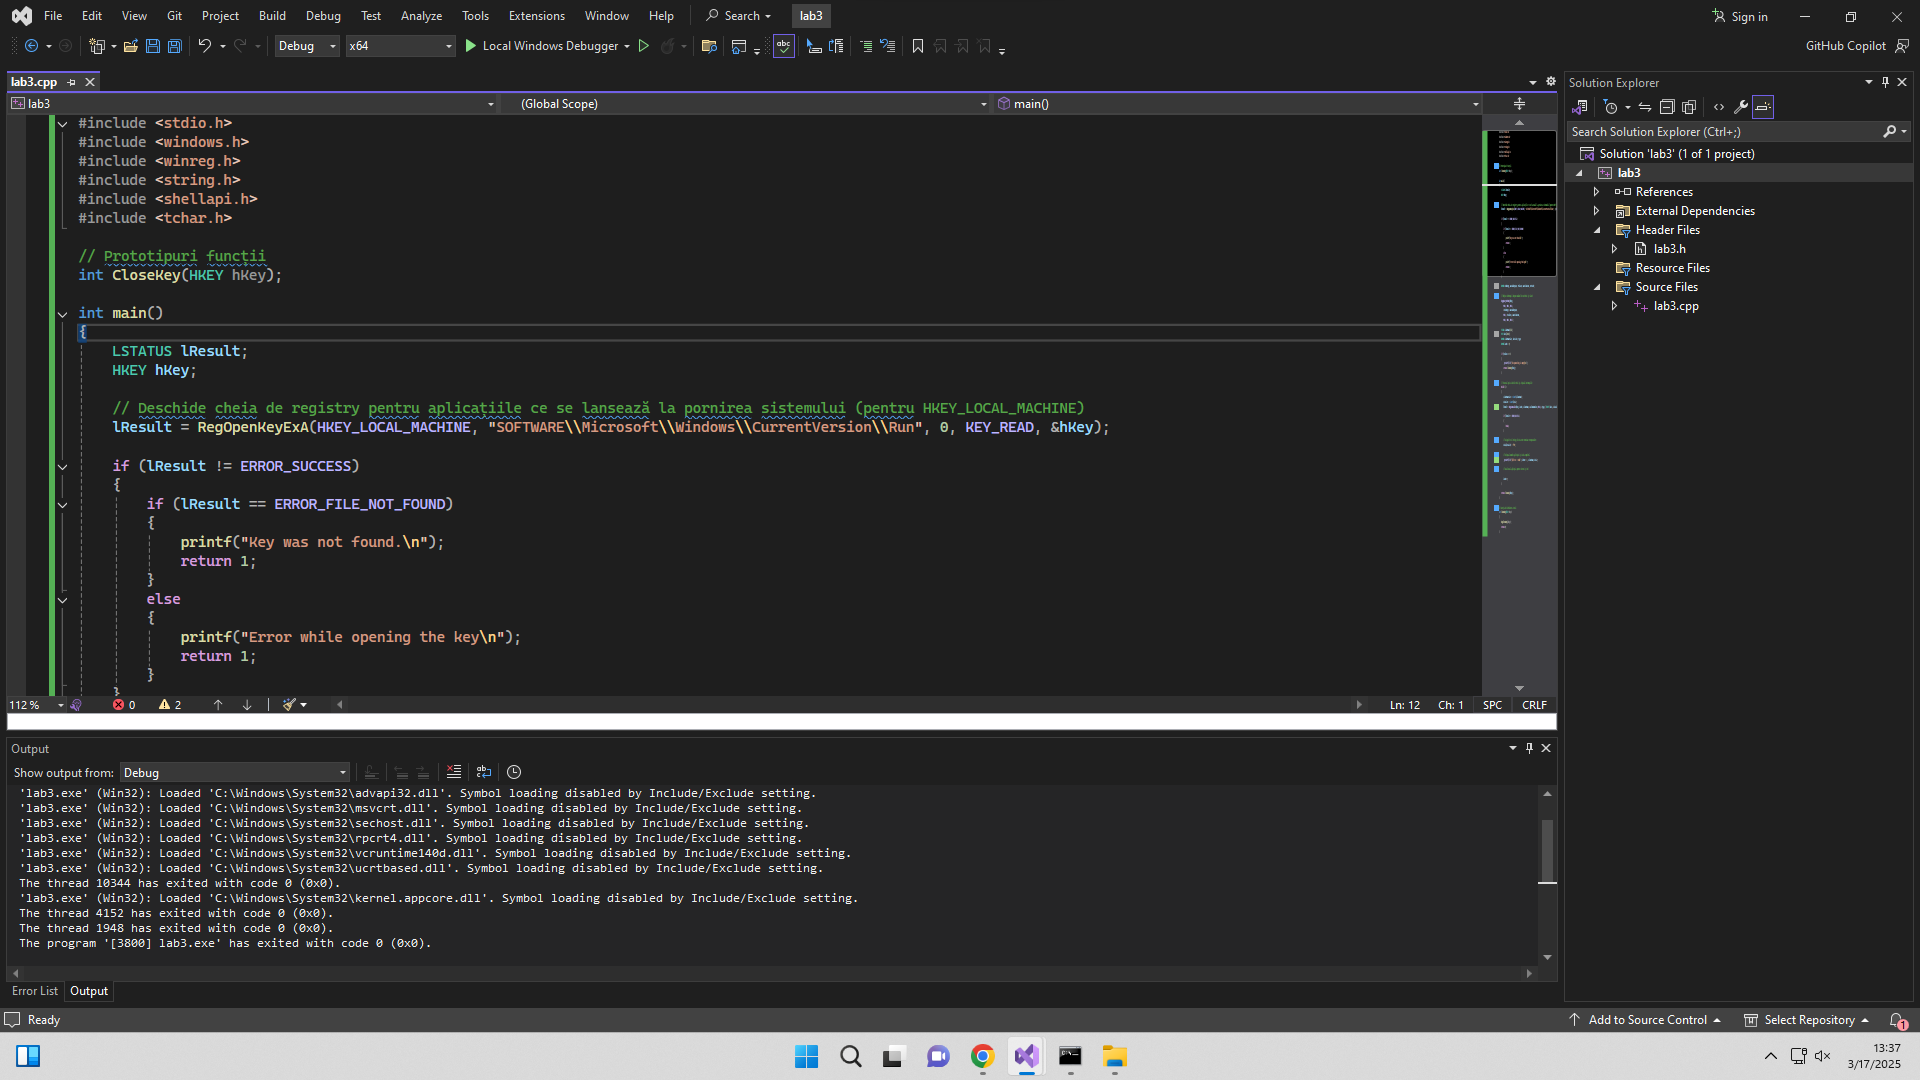 File Edit View Git Project Build Debug Test Analyze Tools Extensions Window Help Search lab3 Sign in
Debug x64 Local Windows Debugger abc GitHub Copilot
lab3.cpp
lab3 (Global Scope) main()
#include <stdio.h>
#include <windows.h>
#include <winreg.h>
#include <string.h>
#include <shellapi.h>
#include <tchar.h>
// Prototipuri funcții
int CloseKey(HKEY hKey);
int main()
{
LSTATUS lResult;
HKEY hKey;
// Deschide cheia de registry pentru aplicațiile ce se lansează la pornirea sistemului (pentru HKEY_LOCAL_MACHINE)
lResult = RegOpenKeyExA(HKEY_LOCAL_MACHINE, "SOFTWARE\\Microsoft\\Windows\\CurrentVersion\\Run", 0, KEY_READ, &hKey);
if (lResult != ERROR_SUCCESS)
{
if (lResult == ERROR_FILE_NOT_FOUND)
{
printf("Key was not found.\n");
return 1;
}
else
{
printf("Error while opening the key\n");
return 1;
}
}
112 % 0 2 Ln: 12 Ch: 1 SPC CRLF
Output
Show output from: Debug
'lab3.exe' (Win32): Loaded 'C:\Windows\System32\advapi32.dll'. Symbol loading disabled by Include/Exclude setting.
'lab3.exe' (Win32): Loaded 'C:\Windows\System32\msvcrt.dll'. Symbol loading disabled by Include/Exclude setting.
'lab3.exe' (Win32): Loaded 'C:\Windows\System32\sechost.dll'. Symbol loading disabled by Include/Exclude setting.
'lab3.exe' (Win32): Loaded 'C:\Windows\System32\rpcrt4.dll'. Symbol loading disabled by Include/Exclude setting.
'lab3.exe' (Win32): Loaded 'C:\Windows\System32\vcruntime140d.dll'. Symbol loading disabled by Include/Exclude setting.
'lab3.exe' (Win32): Loaded 'C:\Windows\System32\ucrtbased.dll'. Symbol loading disabled by Include/Exclude setting.
The thread 10344 has exited with code 0 (0x0).
'lab3.exe' (Win32): Loaded 'C:\Windows\System32\kernel.appcore.dll'. Symbol loading disabled by Include/Exclude setting.
The thread 4152 has exited with code 0 (0x0).
The thread 1948 has exited with code 0 (0x0).
The program '[3800] lab3.exe' has exited with code 0 (0x0).
Error List Output
Solution Explorer
Search Solution Explorer (Ctrl+;)
Solution 'lab3' (1 of 1 project)
lab3
References
External Dependencies
Header Files
lab3.h
Resource Files
Source Files
lab3.cpp
Ready Add to Source Control Select Repository 1
13:37
3/17/2025